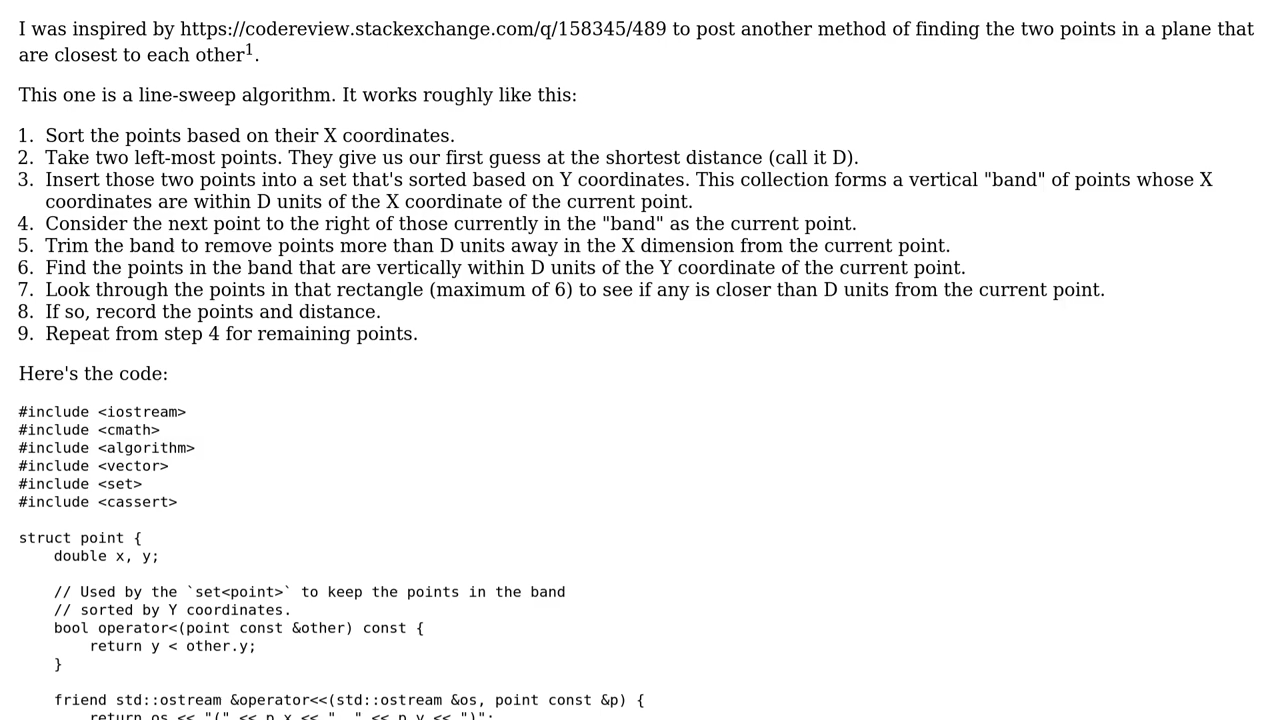 I was inspired by https://codereview.stackexchange.com/q/158345/489 to post another method of finding the two points in a plane that
are closest to each other1.
This one is a line-sweep algorithm. It works roughly like this:
1. Sort the points based on their X coordinates.
2. Take two left-most points. They give us our first guess at the shortest distance (call it D).
3. Insert those two points into a set that's sorted based on Y coordinates. This collection forms a vertical "band" of points whose X
coordinates are within D units of the X coordinate of the current point.
4. Consider the next point to the right of those currently in the "band" as the current point.
5. Trim the band to remove points more than D units away in the X dimension from the current point.
6. Find the points in the band that are vertically within D units of the Y coordinate of the current point.
7. Look through the points in that rectangle (maximum of 6) to see if any is closer than D units from the current point.
8. If so, record the points and distance.
9. Repeat from step 4 for remaining points.
Here's the code:
#include <iostream>
#include <cmath>
#include <algorithm>
#include <vector>
#include <set>
#include <cassert>
struct point {
    double x, y;
    // Used by the `set<point>` to keep the points in the band
    // sorted by Y coordinates.
    bool operator<(point const &other) const {
        return y < other.y;
    }
    friend std::ostream &operator<<(std::ostream &os, point const &p) {
        return os << "(" << p.x << ", " << p.y << ")";